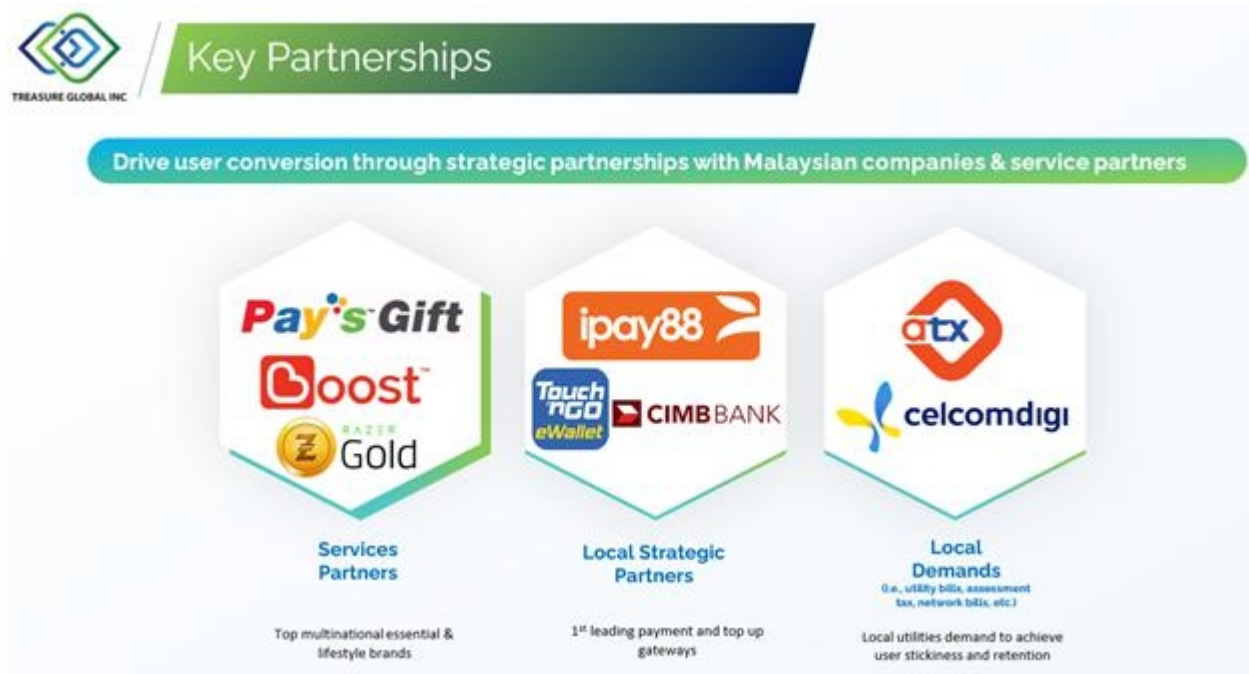 TREASURE GLOBAL INC
Key Partnerships
Drive user conversion through strategic partnerships with Malaysian companies & service partners
Pay's™ Gift
Boost™
RAZER
Gold
Services
Partners
Top multinational essential &
lifestyle brands
ipay88
Touch
'nGO
eWallet
CIMB BANK
Local Strategic
Partners
1st leading payment and top up
gateways
atx
celcomdigi
Local
Demands
(i.e., utility bills, assessment
tax, network bills, etc.)
Local utilities demand to achieve
user stickiness and retention